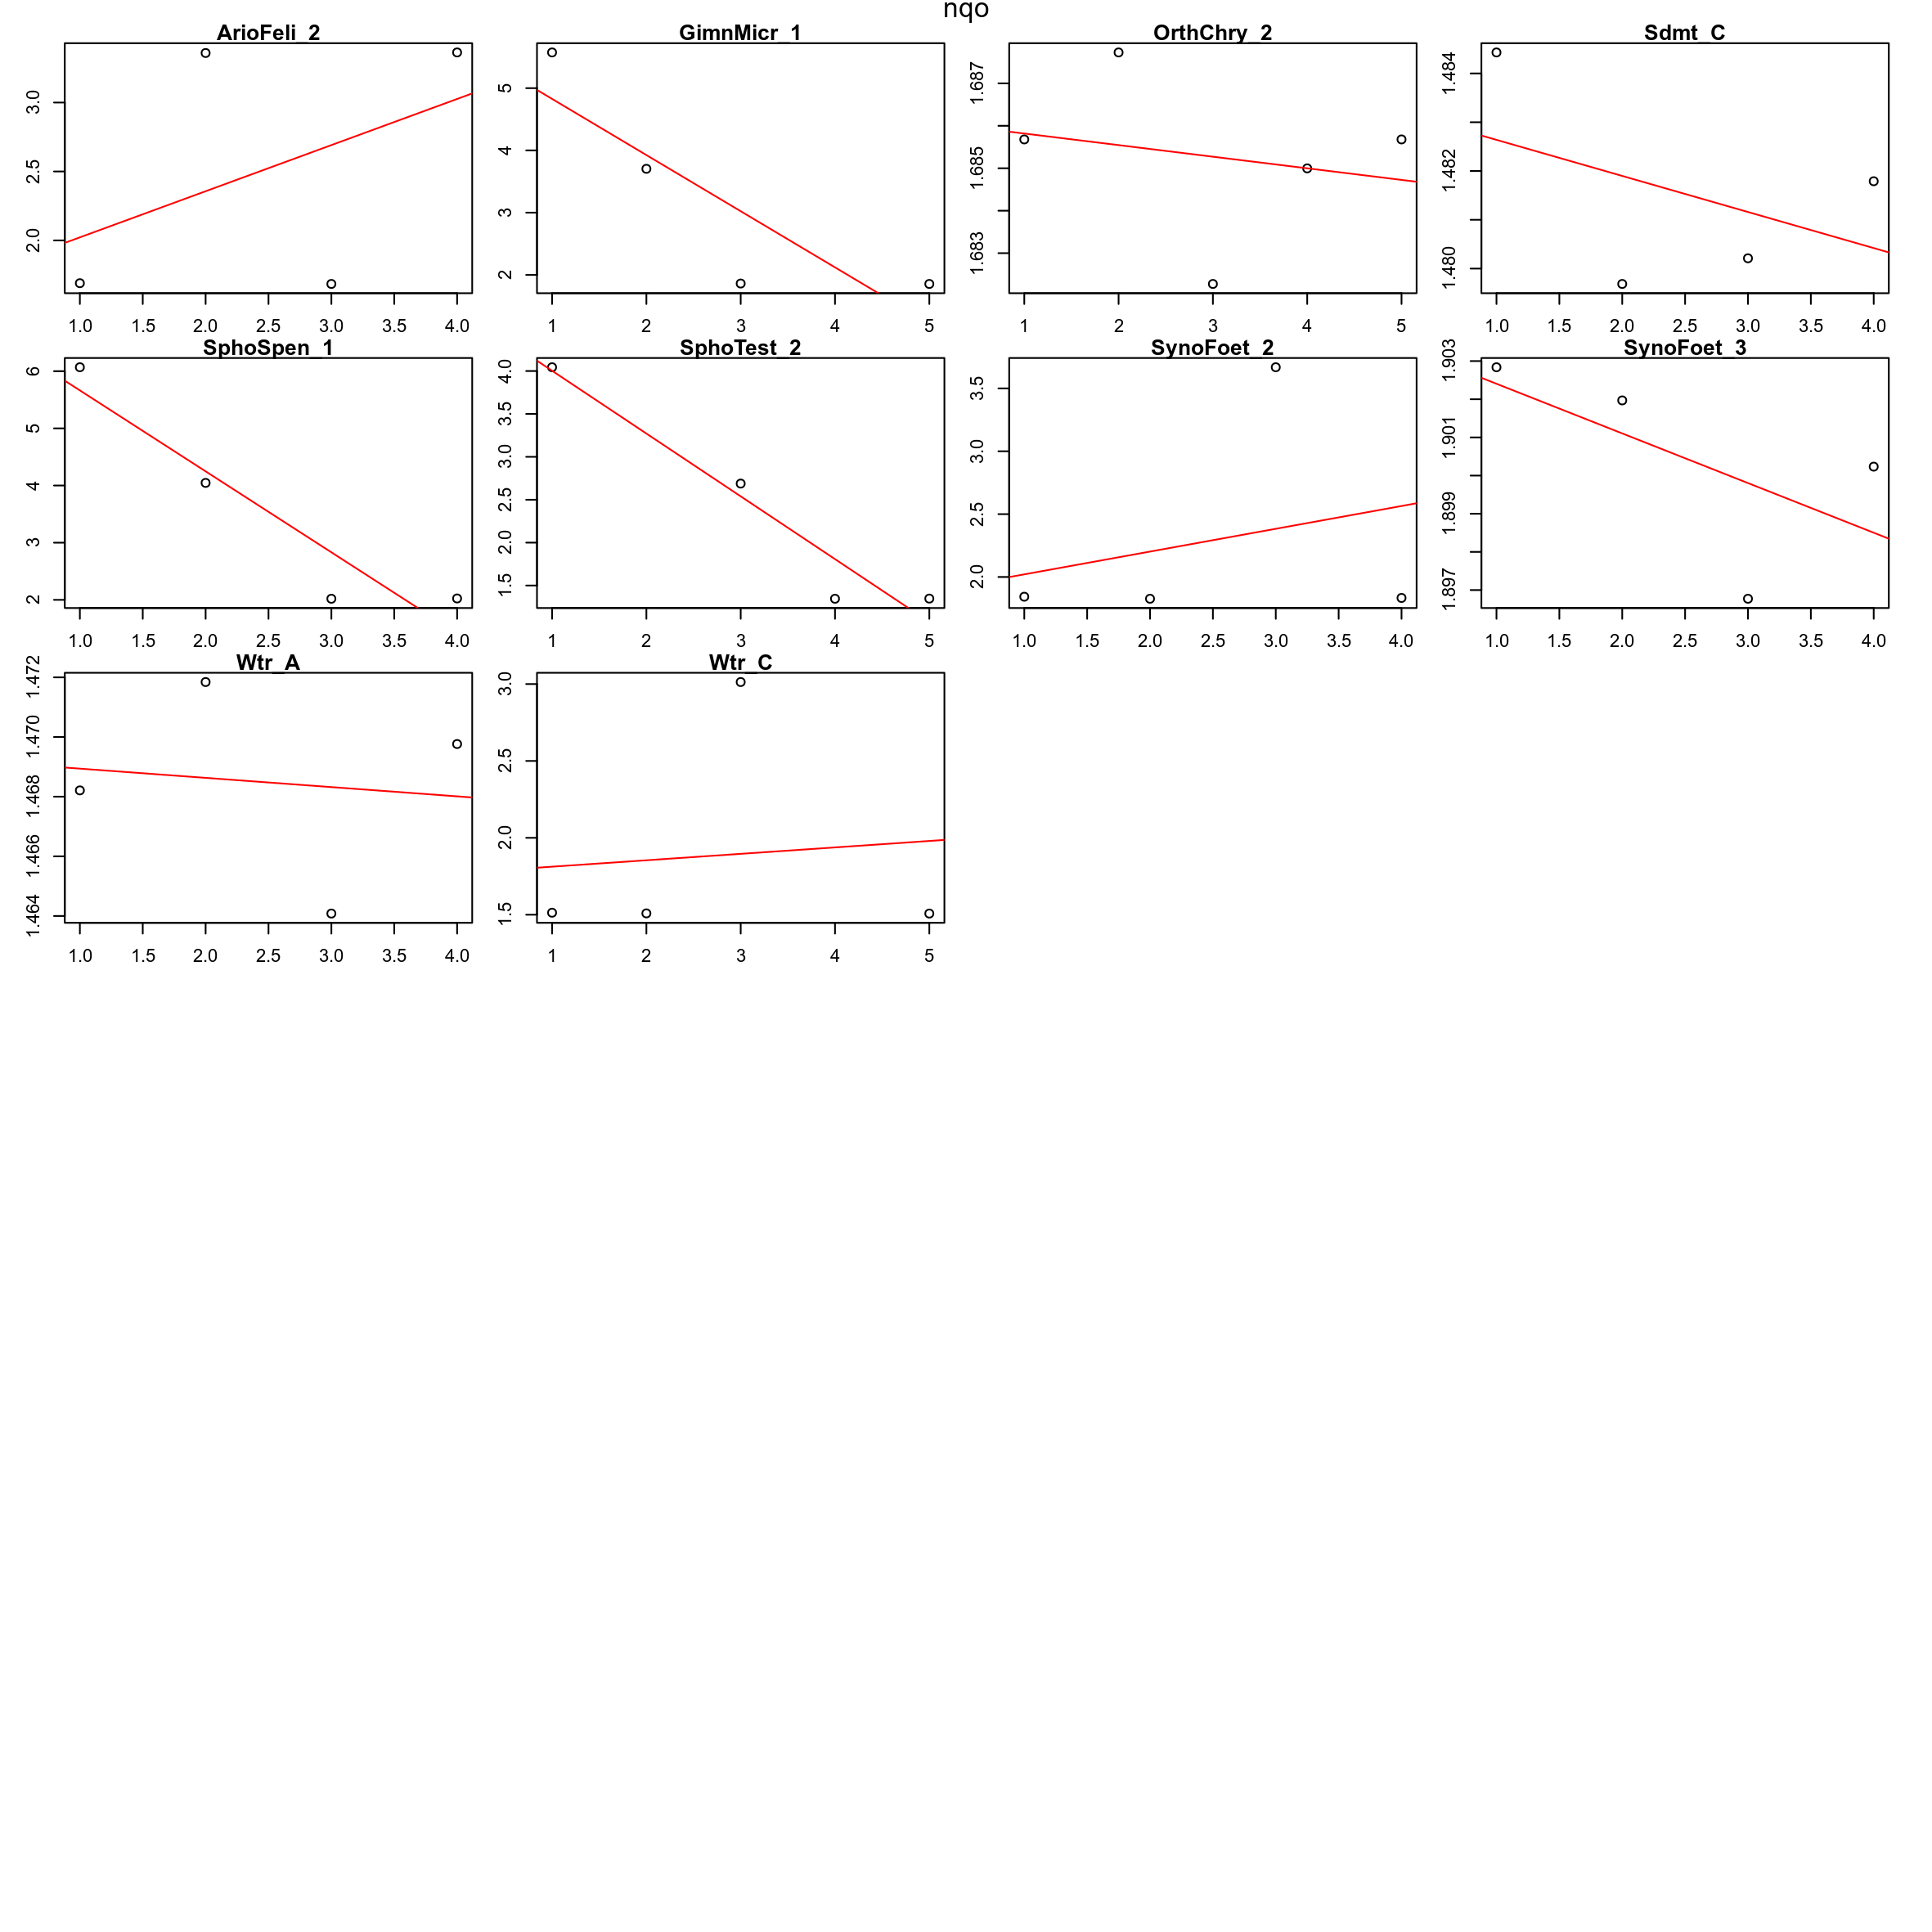 nqo
ArioFeli_2
GimnMicr_1
OrthChry_2
Sdmt_C
3.0
2.5
2.0
1.0 1.5 2.0 2.5 3.0 3.5 4.0
5
4
3
2
1 2 3 4 5
1.687
1.685
1.683
1 2 3 4 5
1.484
1.482
1.480
1.0 1.5 2.0 2.5 3.0 3.5 4.0
SphoSpen_1
SphoTest_2
SynoFoet_2
SynoFoet_3
6
5
4
3
2
1.0 1.5 2.0 2.5 3.0 3.5 4.0
4.0
3.5
3.0
2.5
2.0
1.5
1 2 3 4 5
3.5
3.0
2.5
2.0
1.0 1.5 2.0 2.5 3.0 3.5 4.0
1.903
1.901
1.899
1.897
1.0 1.5 2.0 2.5 3.0 3.5 4.0
Wtr_A
Wtr_C
1.472
1.470
1.468
1.466
1.464
1.0 1.5 2.0 2.5 3.0 3.5 4.0
3.0
2.5
2.0
1.5
1 2 3 4 5